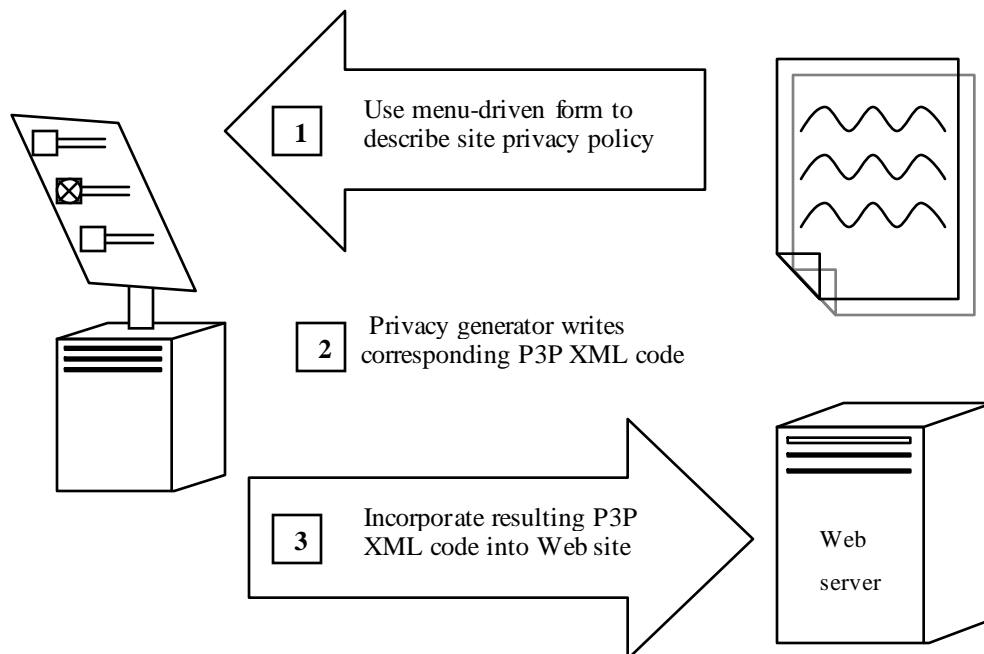 1
Use menu-driven form to
describe site privacy policy
2
Privacy generator writes
corresponding P3P XML code
3
Incorporate resulting P3P
XML code into Web site
Web
server